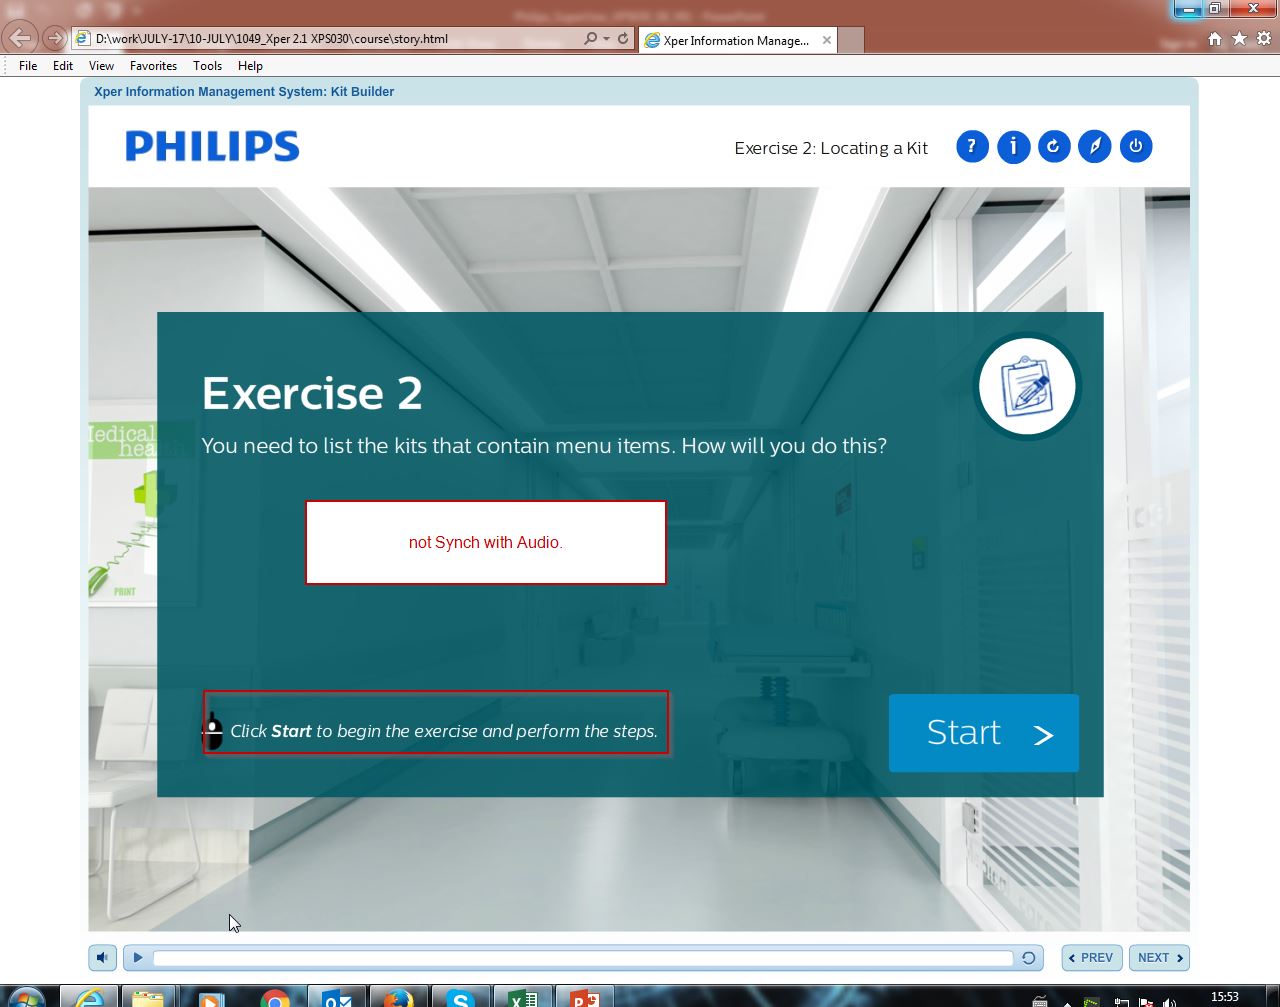 D:\work\JULY-17\10-JULY\1049_Xper 2.1 XPS030\course\story.html
Xper Information Manage...
File Edit View Favorites Tools Help
Xper Information Management System: Kit Builder
PHILIPS
Exercise 2: Locating a Kit
Exercise 2
Medical
health
You need to list the kits that contain menu items. How will you do this?
not Synch with Audio.
PRINT
Click Start to begin the exercise and perform the steps.
Start >
PREV
NEXT
15:53